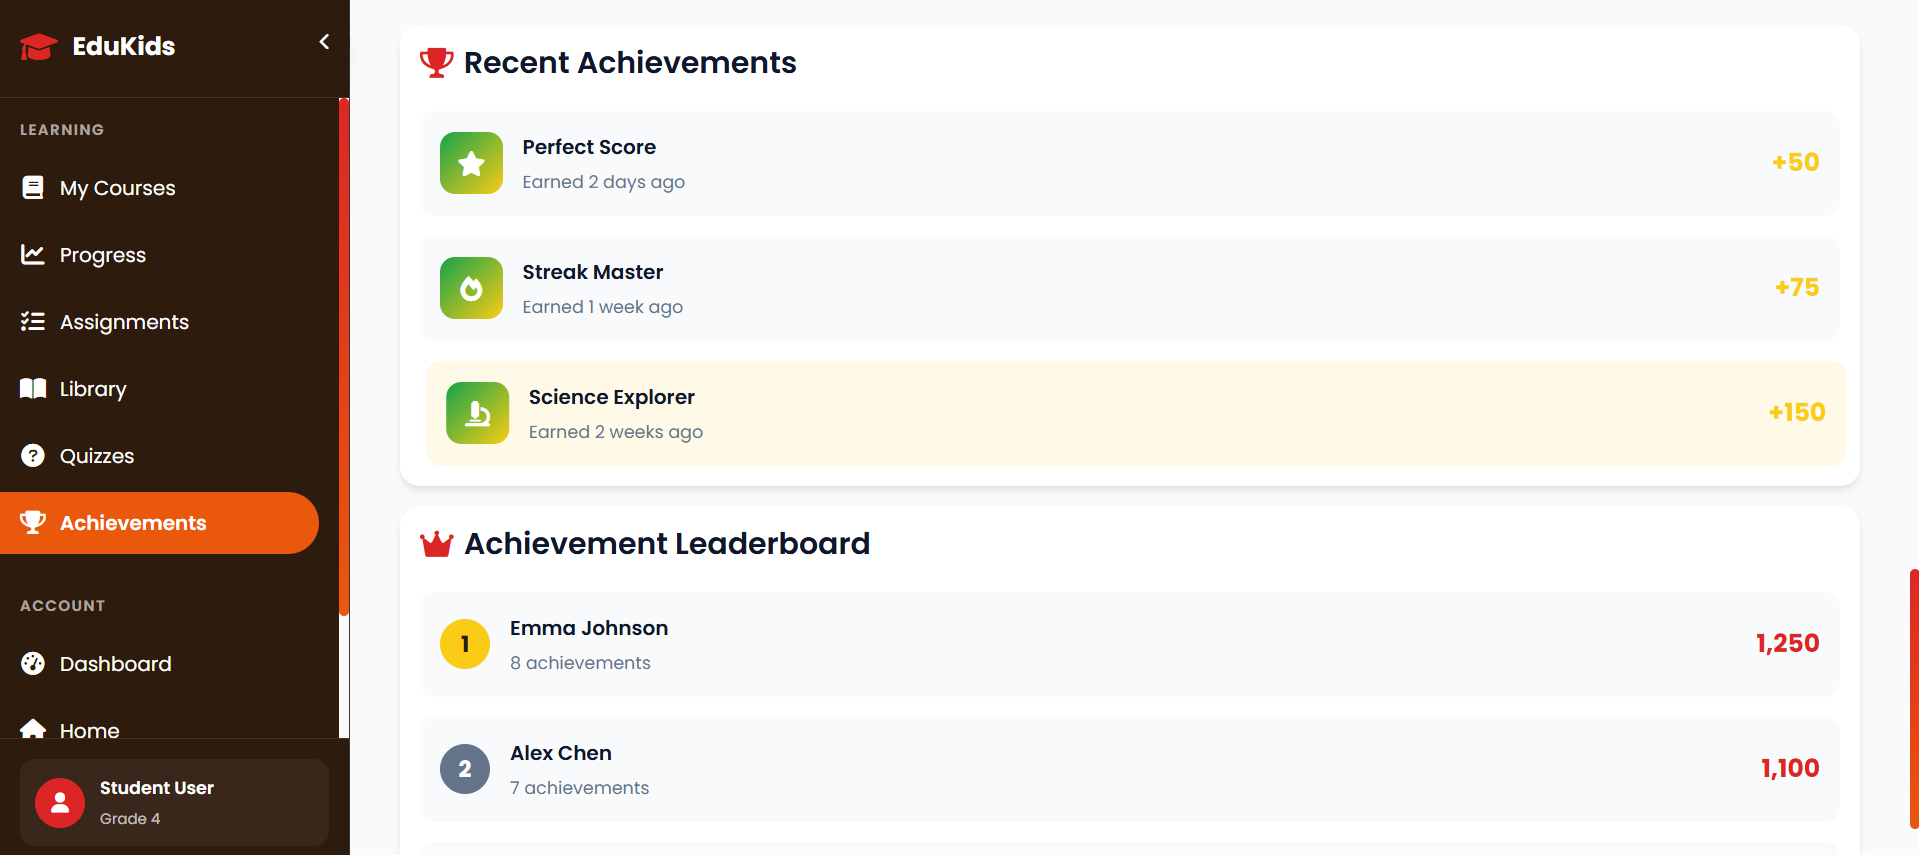 EduKids
LEARNING
My Courses
Progress
Assignments
Library
Quizzes
Achievements
ACCOUNT
Dashboard
Home
Student User
Grade 4
Recent Achievements
Perfect Score
Earned 2 days ago
+50
Streak Master
Earned 1 week ago
+75
Science Explorer
Earned 2 weeks ago
+150
Achievement Leaderboard
1
Emma Johnson
8 achievements
1,250
2
Alex Chen
7 achievements
1,100